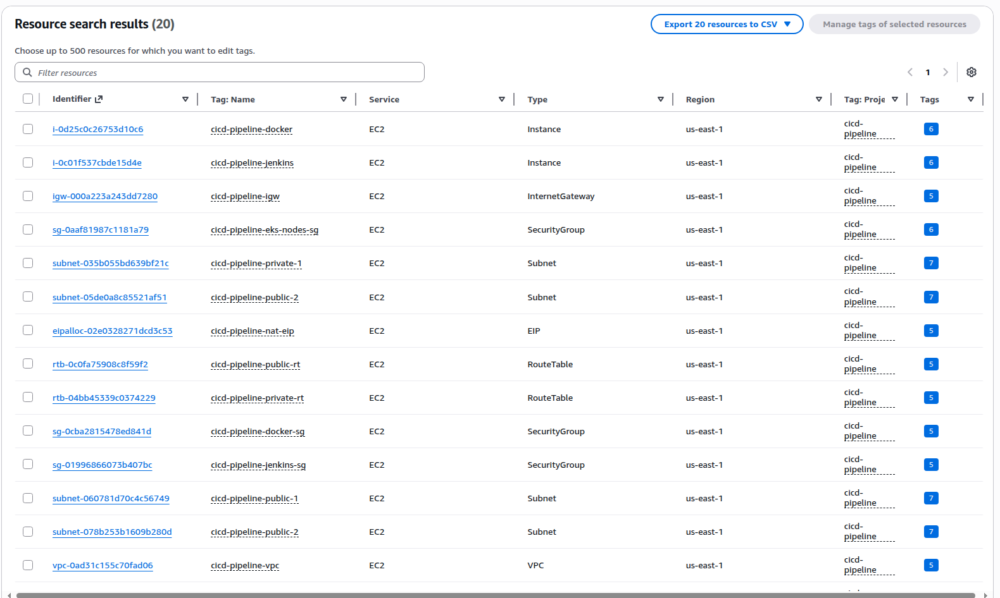 Resource search results (20)
Export 20 resources to CSV
Manage tags of selected resources
Choose up to 500 resources for which you want to edit tags.
Filter resources
1
Identifier Tag: Name Service Type Region Tag: Proje Tags
i-0d25c0c26753d10c6 cicd-pipeline-docker EC2 Instance us-east-1 cicd-pipeline 6
i-0c01f537cbde15d4e cicd-pipeline-jenkins EC2 Instance us-east-1 cicd-pipeline 6
igw-000a223a243dd7280 cicd-pipeline-igw EC2 InternetGateway us-east-1 cicd-pipeline 5
sg-0aaf81987c1181a79 cicd-pipeline-eks-nodes-sg EC2 SecurityGroup us-east-1 cicd-pipeline 6
subnet-035b055bd639bf21c cicd-pipeline-private-1 EC2 Subnet us-east-1 cicd-pipeline 7
subnet-05de0a8c85521af51 cicd-pipeline-public-2 EC2 Subnet us-east-1 cicd-pipeline 7
eipalloc-02e0328271dcd3c53 cicd-pipeline-nat-eip EC2 EIP us-east-1 cicd-pipeline 5
rtb-0c0fa75908c8f59f2 cicd-pipeline-public-rt EC2 RouteTable us-east-1 cicd-pipeline 5
rtb-04bb45339c0374229 cicd-pipeline-private-rt EC2 RouteTable us-east-1 cicd-pipeline 5
sg-0cba2815478ed841d cicd-pipeline-docker-sg EC2 SecurityGroup us-east-1 cicd-pipeline 5
sg-01996866073b407bc cicd-pipeline-jenkins-sg EC2 SecurityGroup us-east-1 cicd-pipeline 5
subnet-060781d70c4c56749 cicd-pipeline-public-1 EC2 Subnet us-east-1 cicd-pipeline 7
subnet-078b253b1609b280d cicd-pipeline-public-2 EC2 Subnet us-east-1 cicd-pipeline 7
vpc-0ad31c155c70fad06 cicd-pipeline-vpc EC2 VPC us-east-1 cicd-pipeline 5